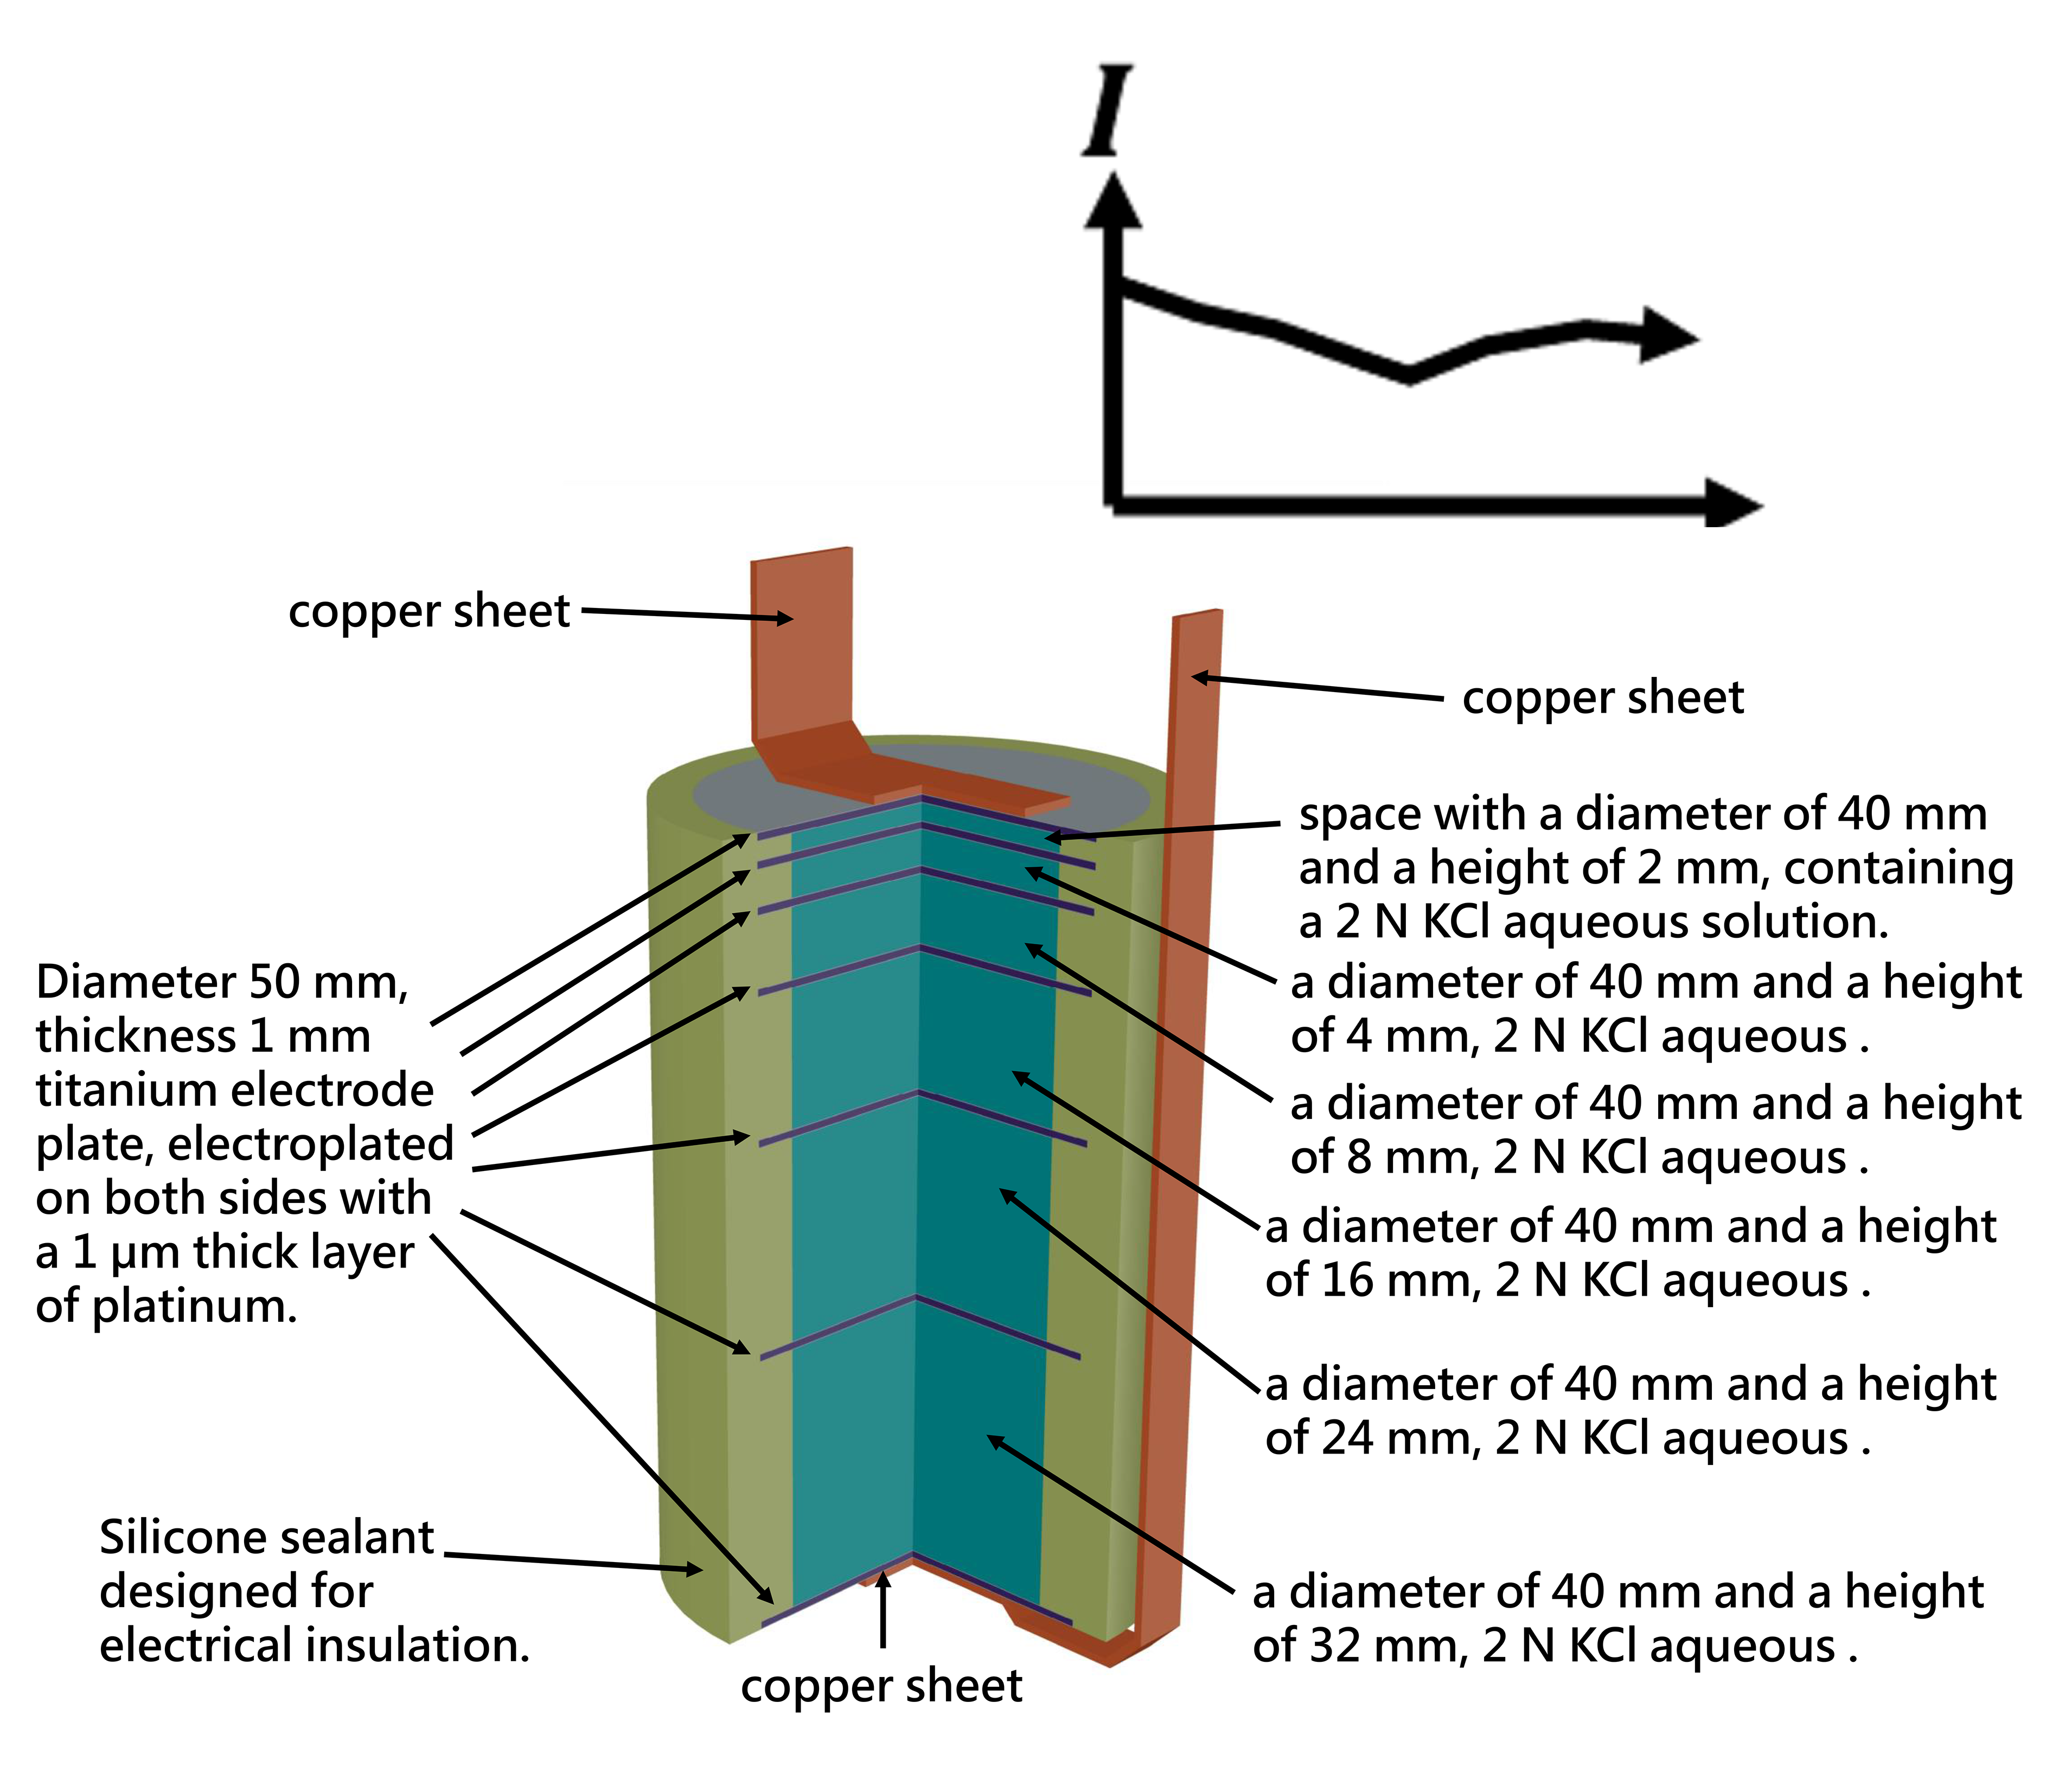 I
copper sheet
copper sheet
space with a diameter of 40 mm
and a height of 2 mm, containing
a 2 N KCl aqueous solution.
a diameter of 40 mm and a height
of 4 mm, 2 N KCl aqueous .
a diameter of 40 mm and a height
of 8 mm, 2 N KCl aqueous .
a diameter of 40 mm and a height
of 16 mm, 2 N KCl aqueous .
a diameter of 40 mm and a height
of 24 mm, 2 N KCl aqueous .
a diameter of 40 mm and a height
of 32 mm, 2 N KCl aqueous .
Diameter 50 mm,
thickness 1 mm
titanium electrode
plate, electroplated
on both sides with
a 1 μm thick layer
of platinum.
Silicone sealant
designed for
electrical insulation.
copper sheet